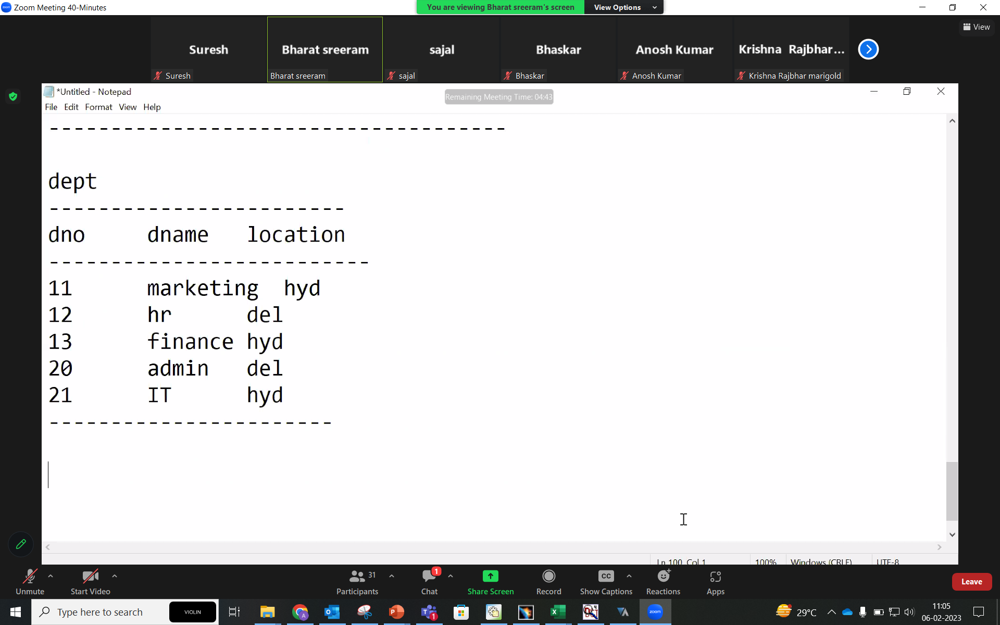 Zoom Meeting 40-Minutes
You are viewing Bharat sreeram's screen View Options
View
Suresh Bharat sreeram sajal Bhaskar Anosh Kumar Krishna Rajbhar...
Suresh Bharat sreeram sajal Bhaskar Anosh Kumar Krishna Rajbhar marigold
*Untitled - Notepad
Remaining Meeting Time: 04:43
File Edit Format View Help
-------------------------------------
dept
------------------------
dno dname location
--------------------------
11 marketing hyd
12 hr del
13 finance hyd
20 admin del
21 IT hyd
-----------------------
Ln 100, Col 1 100% Windows (CRLF) UTF-8
31
1
CC
Unmute Start Video Participants Chat Share Screen Record Show Captions Reactions Apps Leave
Type here to search VIOLIN
1
zoom
29°C
11:05
06-02-2023